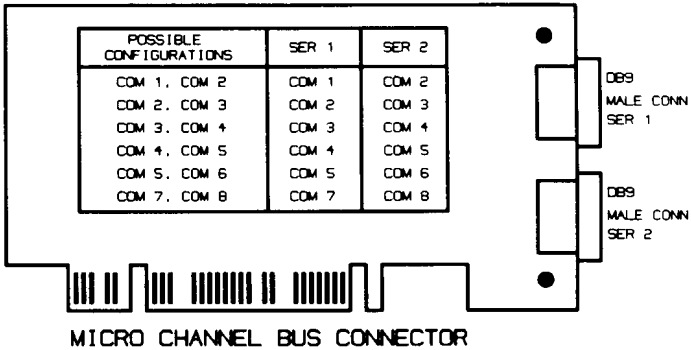 POSSIBLE
CONFIGURATIONS SER 1 SER 2
COM 1, COM 2 COM 1 COM 2
COM 2, COM 3 COM 2 COM 3
COM 3, COM 4 COM 3 COM 4
COM 4, COM 5 COM 4 COM 5
COM 5, COM 6 COM 5 COM 6
COM 7, COM 8 COM 7 COM 8
DB9
MALE CONN
SER 1
DB9
MALE CONN
SER 2
MICRO CHANNEL BUS CONNECTOR